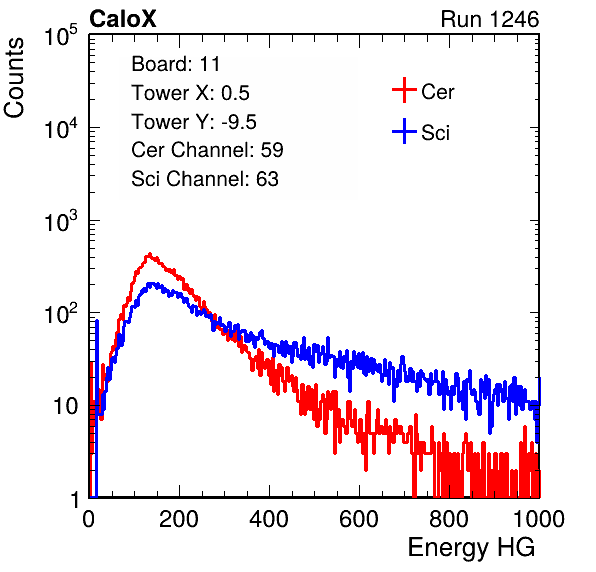 CaloX Run 1246
Counts
Board: 11
Tower X: 0.5
Tower Y: -9.5
Cer Channel: 59
Sci Channel: 63
Cer
Sci
10^5
10^4
10^3
10^2
10
1
0 200 400 600 800 1000
Energy HG